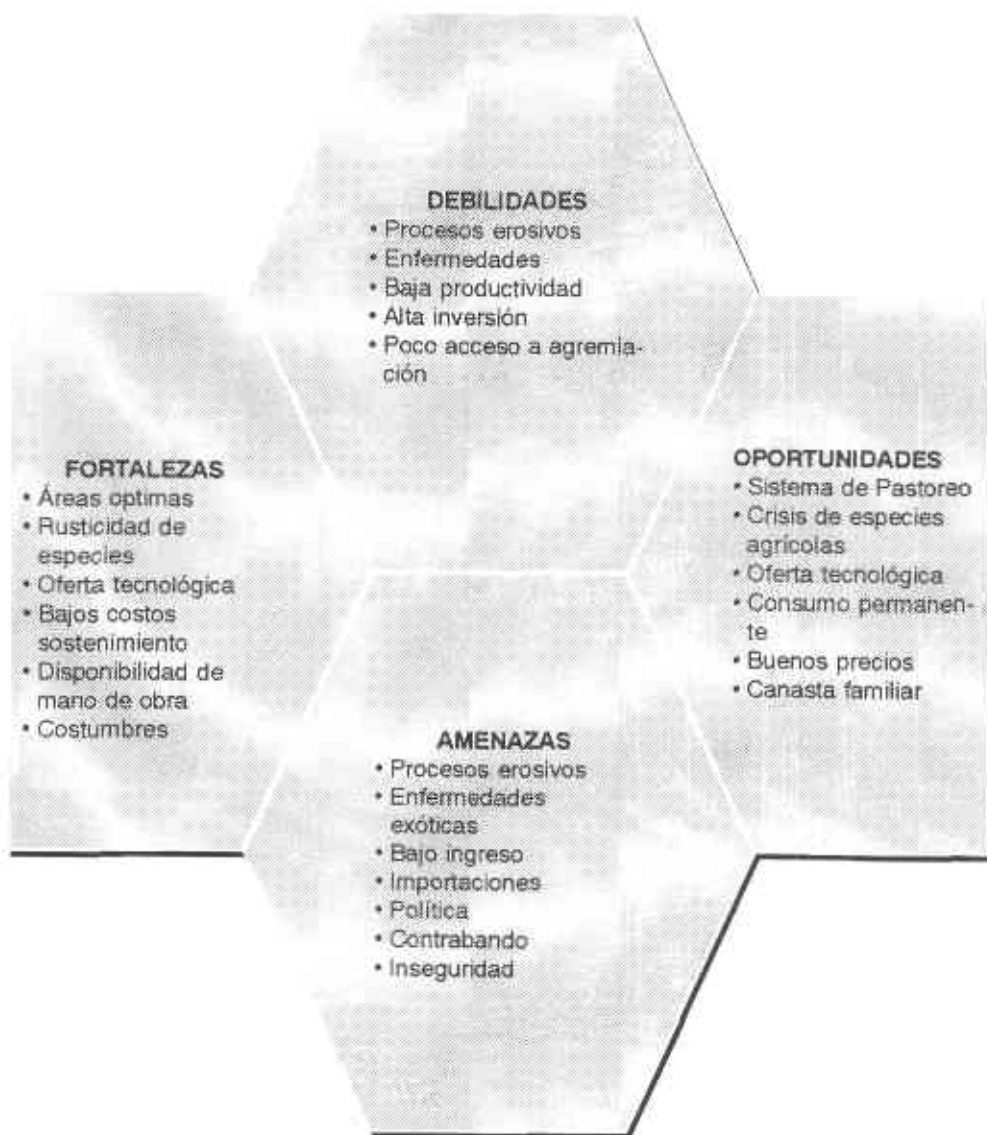 DEBILIDADES
• Procesos erosivos
• Enfermedades
• Baja productividad
• Alta inversión
• Poco acceso a agremia-
ción
FORTALEZAS
• Áreas optimas
• Rusticidad de
especies
• Oferta tecnológica
• Bajos costos
sostenimiento
• Disponibilidad de
mano de obra
• Costumbres
OPORTUNIDADES
• Sistema de Pastoreo
• Crisis de especies
agrícolas
• Oferta tecnológica
• Consumo permanen-
te
• Buenos precios
• Canasta familiar
AMENAZAS
• Procesos erosivos
• Enfermedades
exóticas
• Bajo ingreso
• Importaciones
• Política
• Contrabando
• Inseguridad